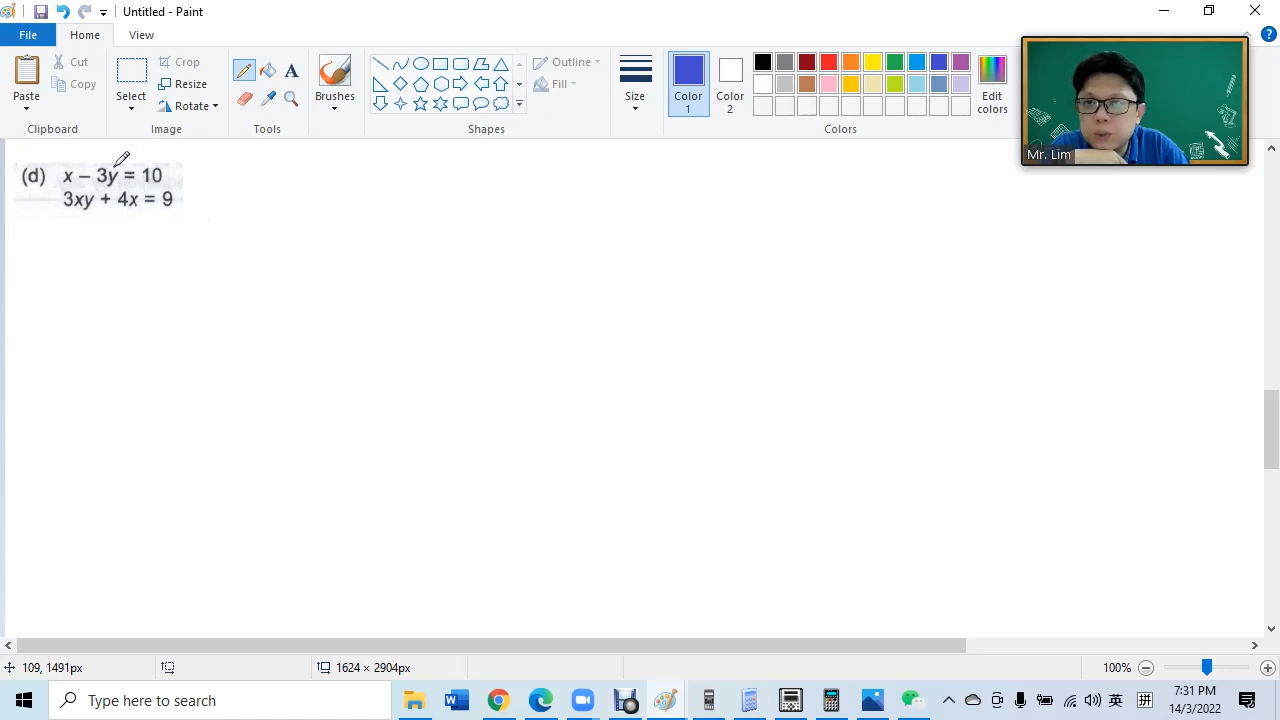 Untitled - Paint
File Home View
Cut
Copy
Paste
Clipboard
Select
Crop
Resize
Rotate
Image
Tools
Brushes
Outline
Fill
Shapes
Size
Color 1
Color 2
Edit colors
Colors
Mr. Lim
(d) x − 3y = 10
3xy + 4x = 9
109, 1491px
1624 × 2904px
100%
Type here to search
英
拼
7:31 PM
14/3/2022